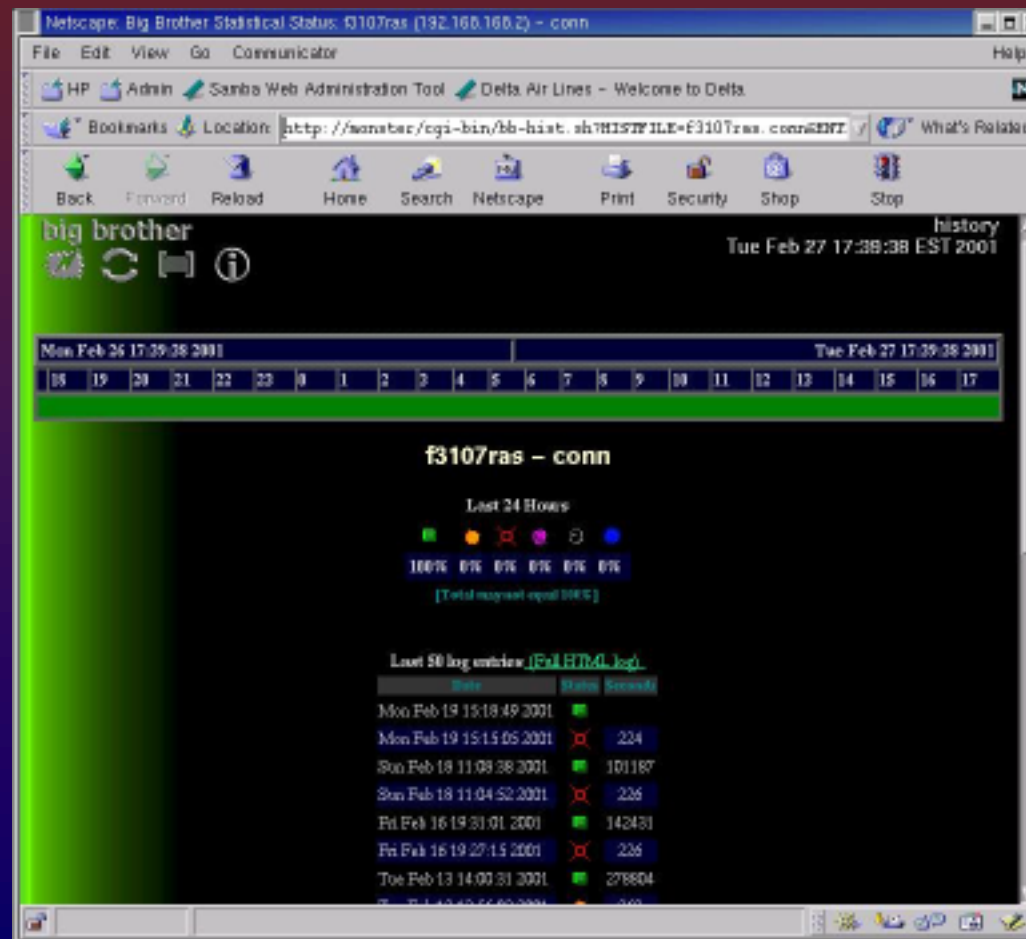 Netscape: Big Brother Statistical Status: f3107ras (192.168.168.2) – conn
File Edit View Go Communicator Help
HP Admin Samba Web Administration Tool Delta Air Lines – Welcome to Delta
Bookmarks Location: http://monster/cgi-bin/bb-hist.sh?HISTFILE=f3107ras.conn&ENT What's Related
Back Forward Reload Home Search Netscape Print Security Shop Stop
big brother
history
Tue Feb 27 17:39:38 EST 2001
Mon Feb 26 17:39:38 2001 Tue Feb 27 17:39:38 2001
18 19 20 21 22 23 0 1 2 3 4 5 6 7 8 9 10 11 12 13 14 15 16 17
f3107ras – conn
Last 24 Hours
100% 0% 0% 0% 0% 0%
[Total may not equal 100%]
Last 50 log entries (Full HTML log)
Date Status Seconds
Mon Feb 19 15:18:49 2001
Mon Feb 19 15:15:05 2001 224
Sun Feb 18 11:08:38 2001 101187
Sun Feb 18 11:04:52 2001 226
Fri Feb 16 19:31:01 2001 142431
Fri Feb 16 19:27:15 2001 226
Tue Feb 13 14:00:31 2001 278804